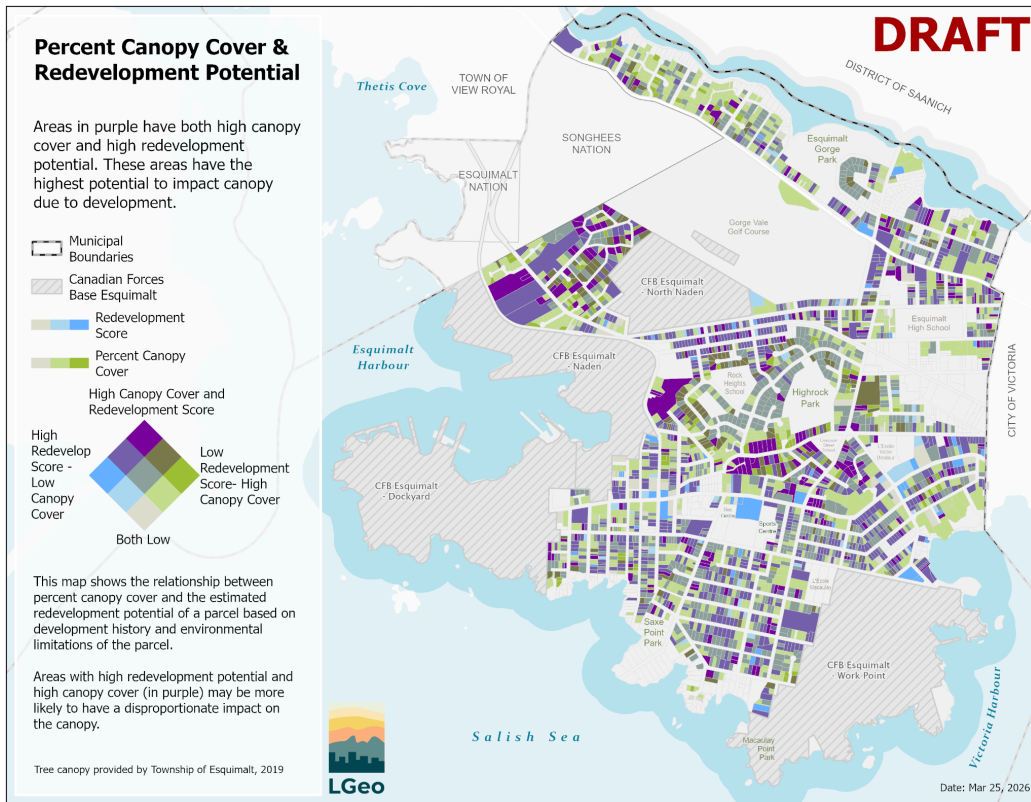 Percent Canopy Cover &
Redevelopment Potential
Areas in purple have both high canopy
cover and high redevelopment
potential. These areas have the
highest potential to impact canopy
due to development.
Municipal
Boundaries
Canadian Forces
Base Esquimalt
Redevelopment
Score
Percent Canopy
Cover
High Canopy Cover and
Redevelopment Score
High
Redevelop
Score -
Low
Canopy
Cover
Low
Redevelopment
Score- High
Canopy Cover
Both Low
This map shows the relationship between
percent canopy cover and the estimated
redevelopment potential of a parcel based on
development history and environmental
limitations of the parcel.
Areas with high redevelopment potential and
high canopy cover (in purple) may be more
likely to have a disproportionate impact on
the canopy.
Tree canopy provided by Township of Esquimalt, 2019
DRAFT
Thetis Cove
TOWN OF
VIEW ROYAL
DISTRICT OF SAANICH
SONGHEES
NATION
Esquimalt
Gorge
Park
ESQUIMALT
NATION
Gorge Vale
Golf Course
CFB Esquimalt
- North Naden
Esquimalt
High School
Esquimalt
Harbour
CFB Esquimalt
- Naden
CITY OF VICTORIA
Rock
Heights
School
Highrock
Park
CFB Esquimalt
- Dockyard
Sports
Centre
Saxe
Point
Park
CFB Esquimalt
- Work Point
Victoria Harbour
Macaulay
Point
Park
Salish Sea
LGeo
Date: Mar 25, 2026